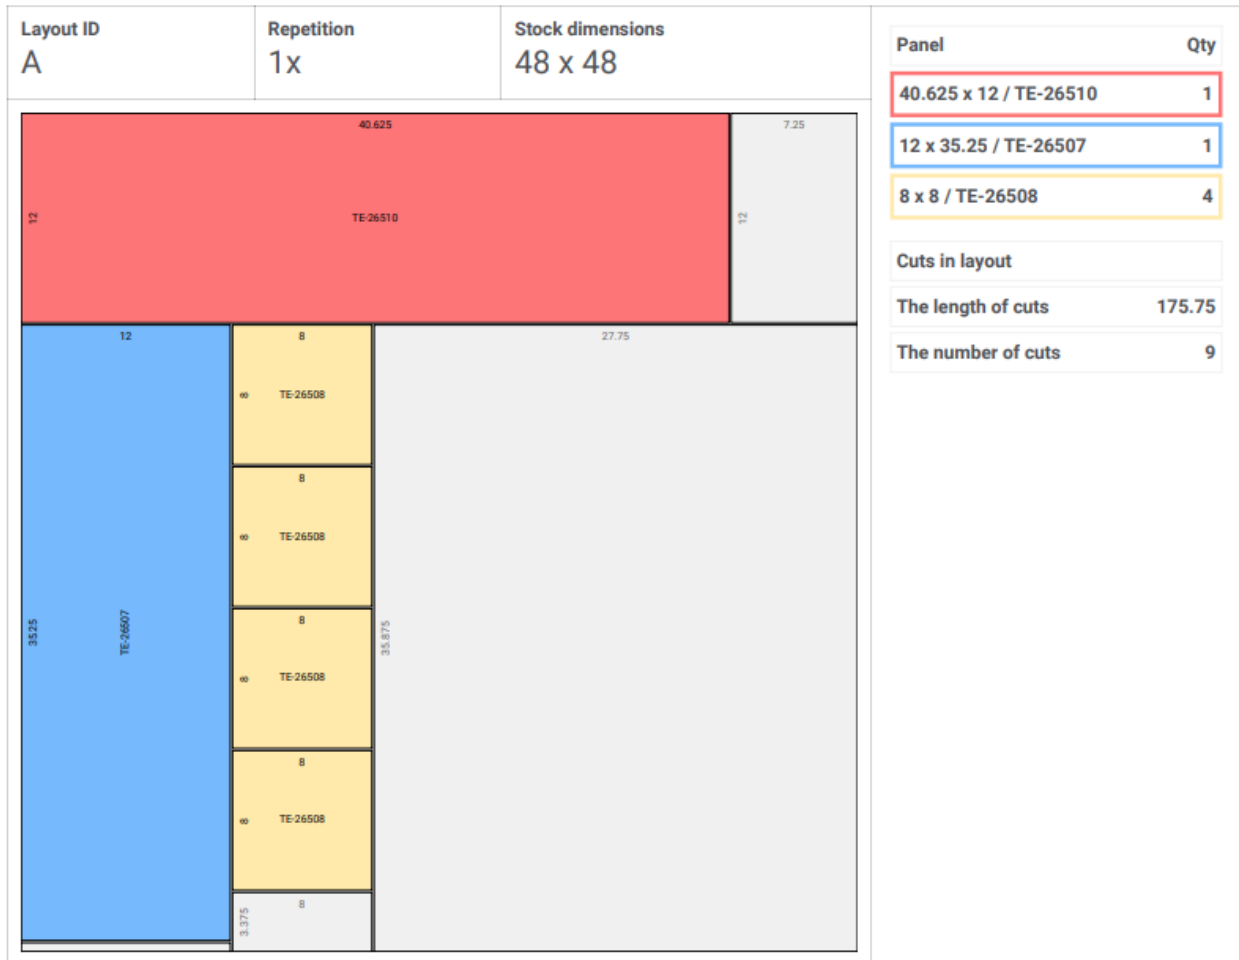 Layout ID
A
Repetition
1x
Stock dimensions
48 x 48
Panel Qty
40.625 x 12 / TE-26510 1
12 x 35.25 / TE-26507 1
8 x 8 / TE-26508 4
Cuts in layout
The length of cuts 175.75
The number of cuts 9
40.625
12
TE-26510
7.25
12
12
35.25
TE-26507
8
8
TE-26508
8
8
TE-26508
8
8
TE-26508
8
8
TE-26508
8
3.375
27.75
35.875